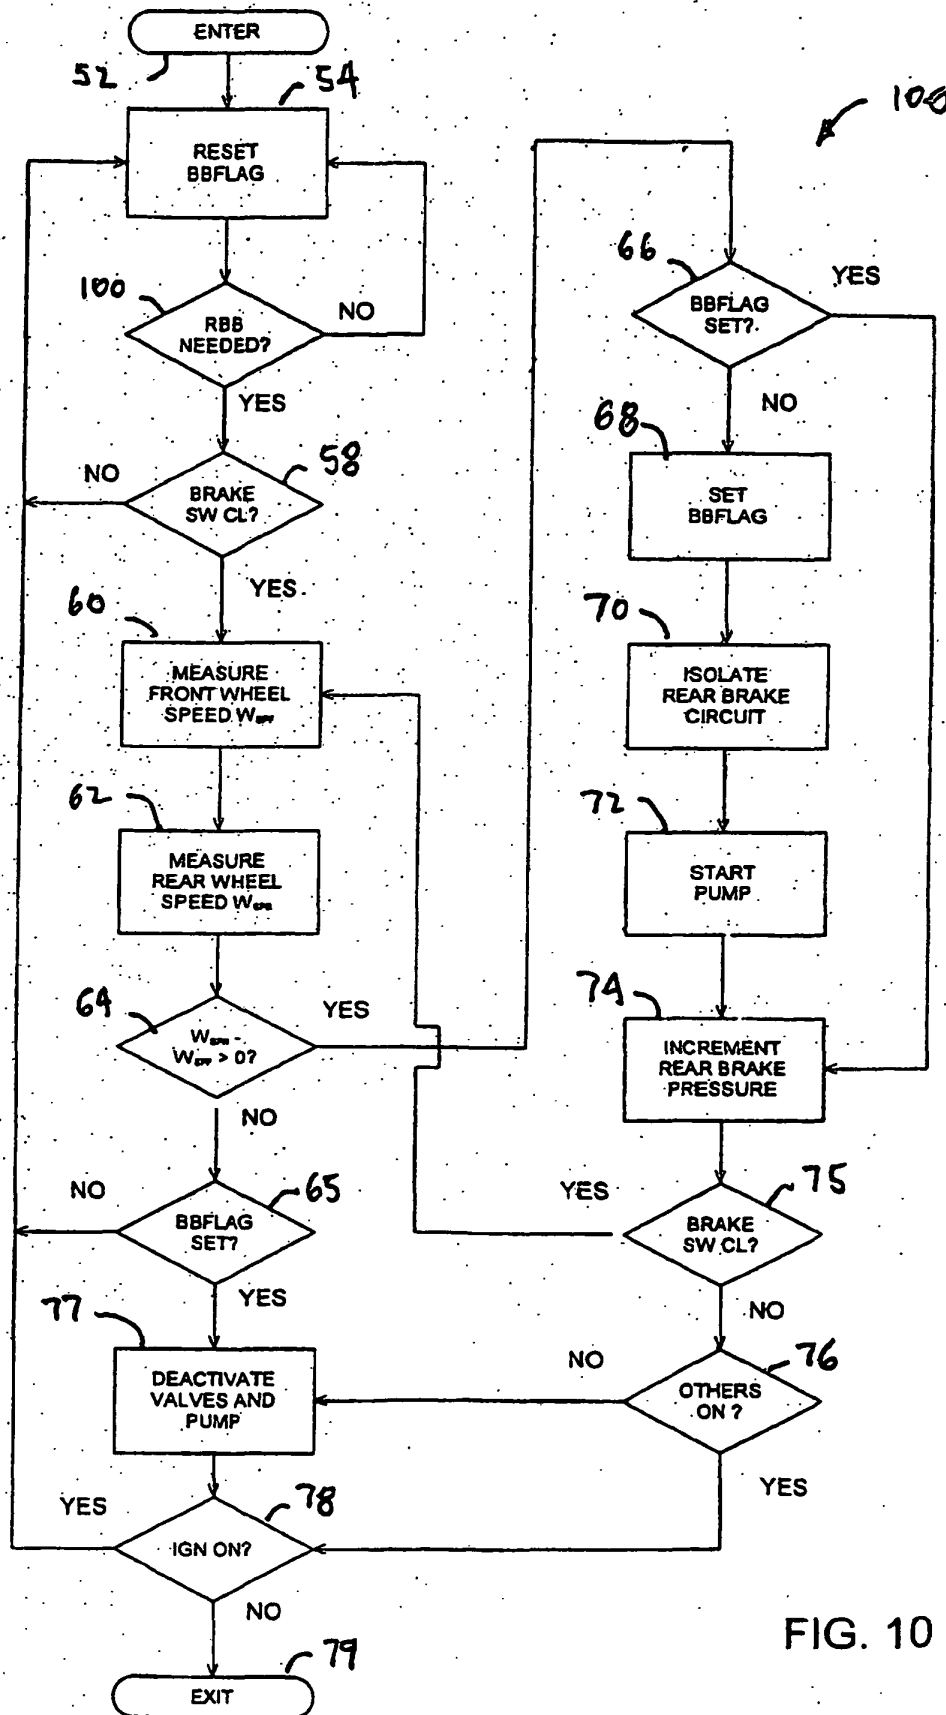 ENTER
52
54
100
RESET
BBFLAG
100
RBB
NEEDED?
NO
YES
58
NO
BRAKE
SW CL?
YES
60
MEASURE
FRONT WHEEL
SPEED W
62
MEASURE
REAR WHEEL
SPEED W
64
W -
W > 0?
YES
NO
65
NO
BBFLAG
SET?
YES
77
DEACTIVATE
VALVES AND
PUMP
78
YES
IGN ON?
NO
79
EXIT
66
YES
BBFLAG
SET?
NO
68
SET
BBFLAG
70
ISOLATE
REAR BRAKE
CIRCUIT
72
START
PUMP
74
INCREMENT
REAR BRAKE
PRESSURE
75
YES
BRAKE
SW CL?
NO
76
NO
OTHERS
ON ?
YES
FIG. 10